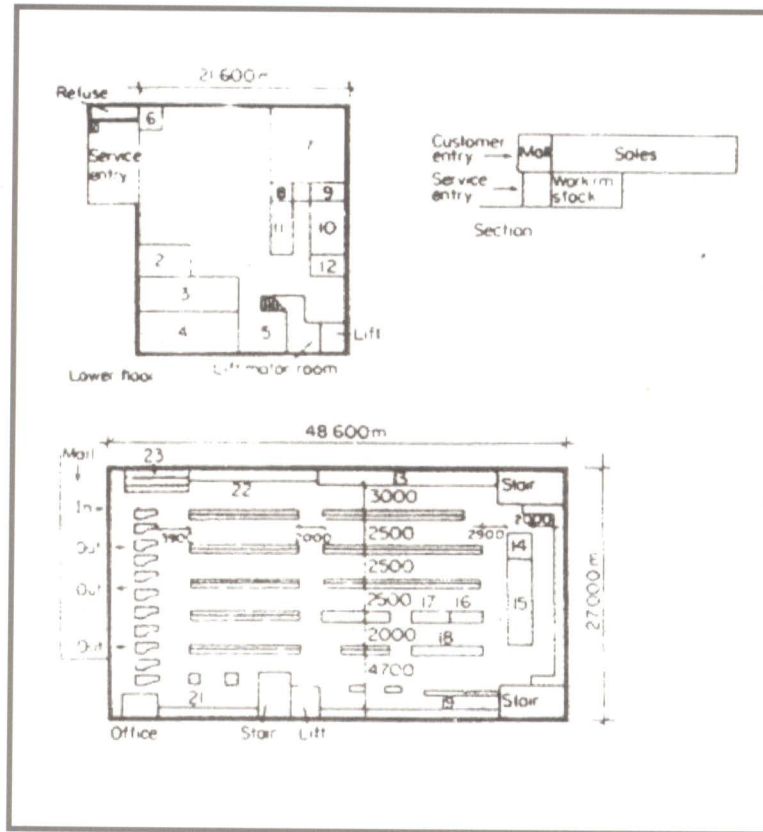 21 600m
Refuse
6
Service
entry
7
8
9
11
10
2
12
3
4
5
Lift
Lift motor room
Lower floor
Customer
entry
Mall
Sales
Service
entry
Work rm
stock
Section
48 600m
Mall
23
22
13
Stair
3000
In
2000
2500
2900
Out
14
2500
Out
2500
17
16
15
27000m
2000
18
Out
4700
21
19
Stair
Office
Stair
Lift